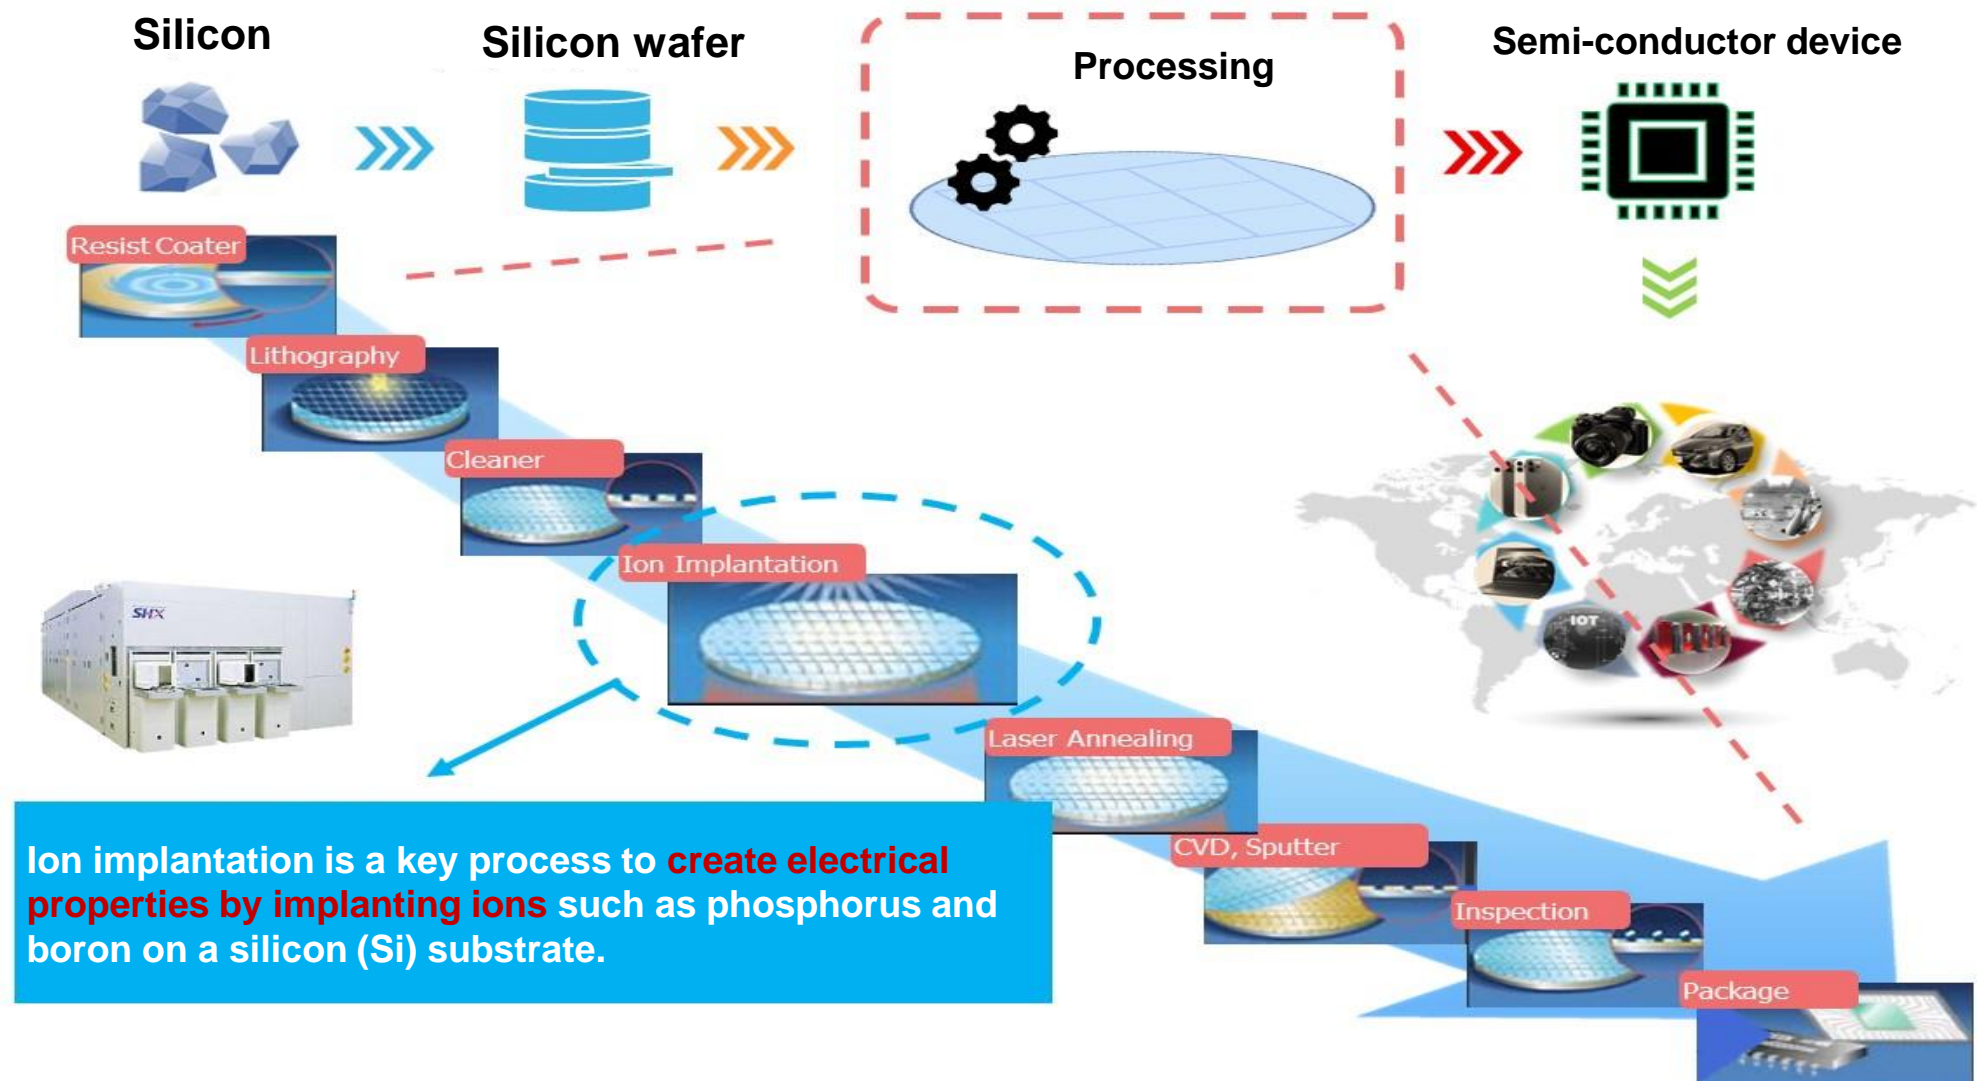 Silicon
Silicon wafer
Processing
Semi-conductor device
Resist Coater
Lithography
Cleaner
Ion Implantation
SHX
IOT
Laser Annealing
CVD, Sputter
Inspection
Package
Ion implantation is a key process to create electrical
properties by implanting ions such as phosphorus and
boron on a silicon (Si) substrate.